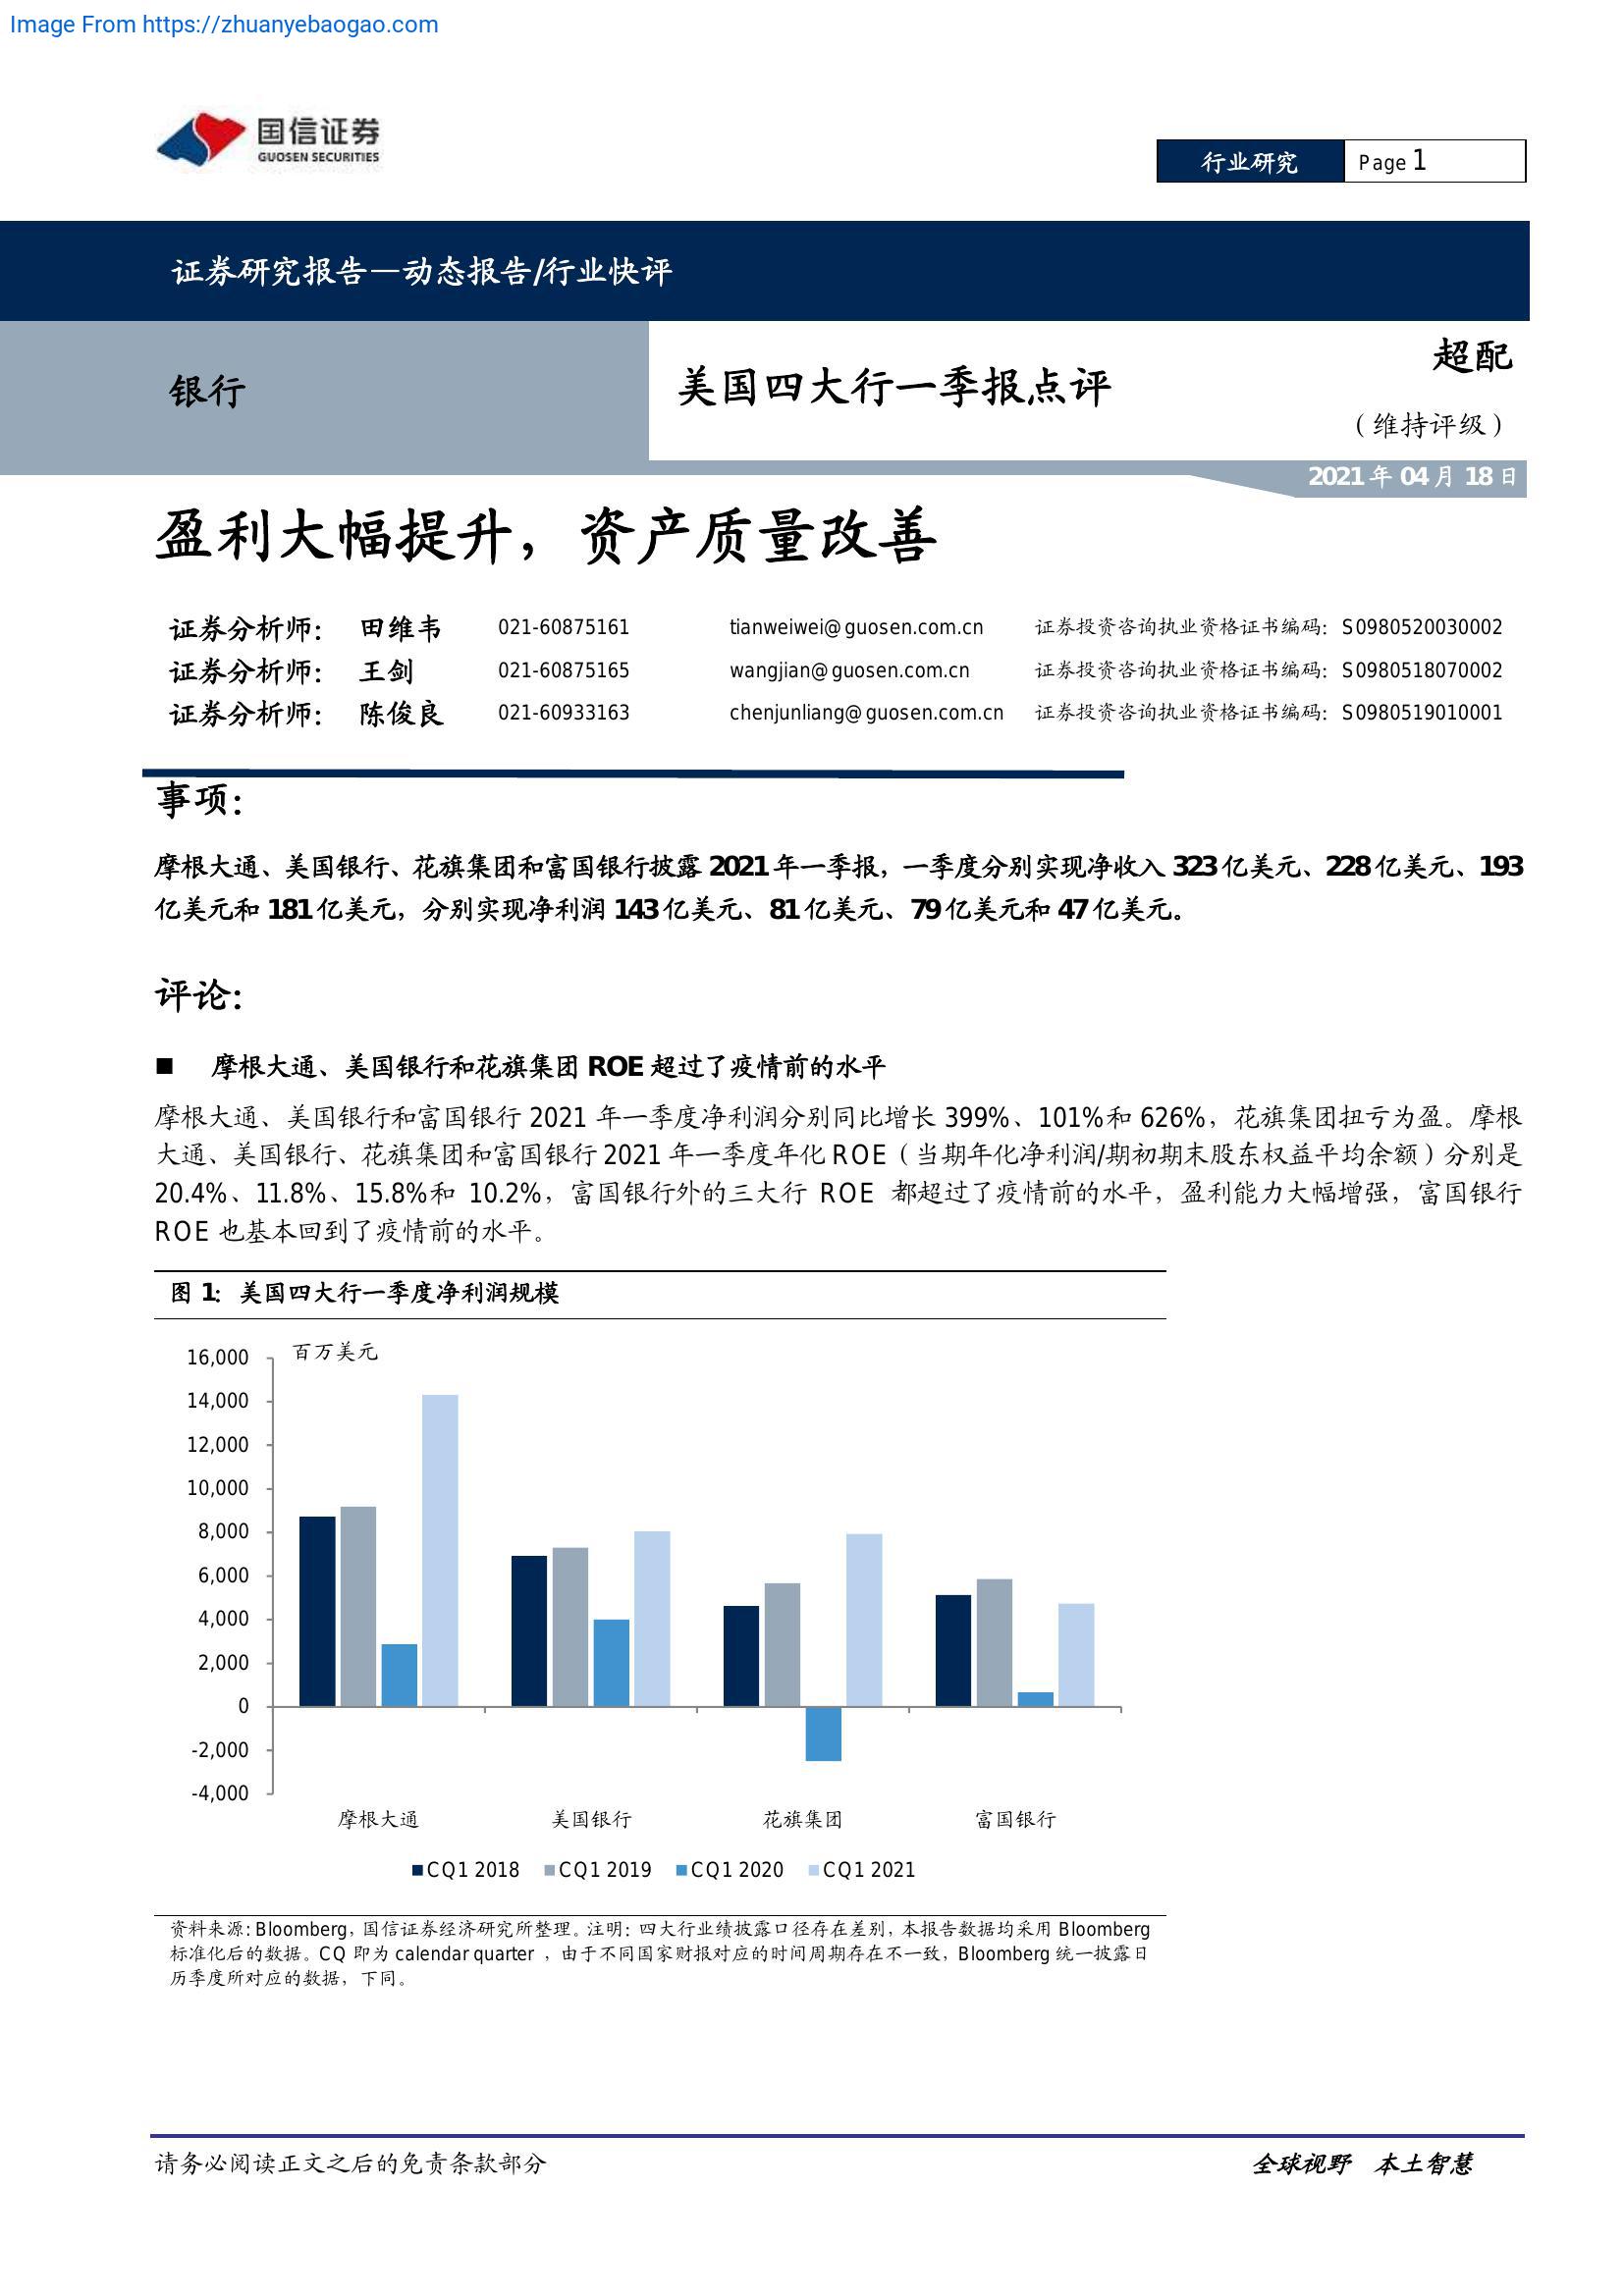 Image From https://zhuanyebaogao.com
国信证券
GUOSEN SECURITIES
行业研究 Page 1
证券研究报告—动态报告/行业快评
银行
美国四大行一季报点评
超配
（维持评级）
2021年04月18日
盈利大幅提升，资产质量改善
证券分析师： 田维韦 021-60875161 tianweiwei@guosen.com.cn 证券投资咨询执业资格证书编码：S0980520030002
证券分析师： 王剑 021-60875165 wangjian@guosen.com.cn 证券投资咨询执业资格证书编码：S0980518070002
证券分析师： 陈俊良 021-60933163 chenjunliang@guosen.com.cn 证券投资咨询执业资格证书编码：S0980519010001
事项：
摩根大通、美国银行、花旗集团和富国银行披露2021年一季报，一季度分别实现净收入323亿美元、228亿美元、193
亿美元和181亿美元，分别实现净利润143亿美元、81亿美元、79亿美元和47亿美元。
评论：
■ 摩根大通、美国银行和花旗集团ROE超过了疫情前的水平
摩根大通、美国银行和富国银行2021年一季度净利润分别同比增长399%、101%和626%，花旗集团扭亏为盈。摩根
大通、美国银行、花旗集团和富国银行2021年一季度年化ROE（当期年化净利润/期初期末股东权益平均余额）分别是
20.4%、11.8%、15.8%和10.2%，富国银行外的三大行ROE都超过了疫情前的水平，盈利能力大幅增强，富国银行
ROE也基本回到了疫情前的水平。
图1：美国四大行一季度净利润规模
百万美元
16,000
14,000
12,000
10,000
8,000
6,000
4,000
2,000
0
-2,000
-4,000
摩根大通 美国银行 花旗集团 富国银行
CQ1 2018 CQ1 2019 CQ1 2020 CQ1 2021
资料来源：Bloomberg，国信证券经济研究所整理。注明：四大行业绩披露口径存在差别，本报告数据均采用Bloomberg
标准化后的数据。CQ即为calendar quarter，由于不同国家财报对应的时间周期存在不一致，Bloomberg统一披露日
历季度所对应的数据，下同。
请务必阅读正文之后的免责条款部分
全球视野 本土智慧